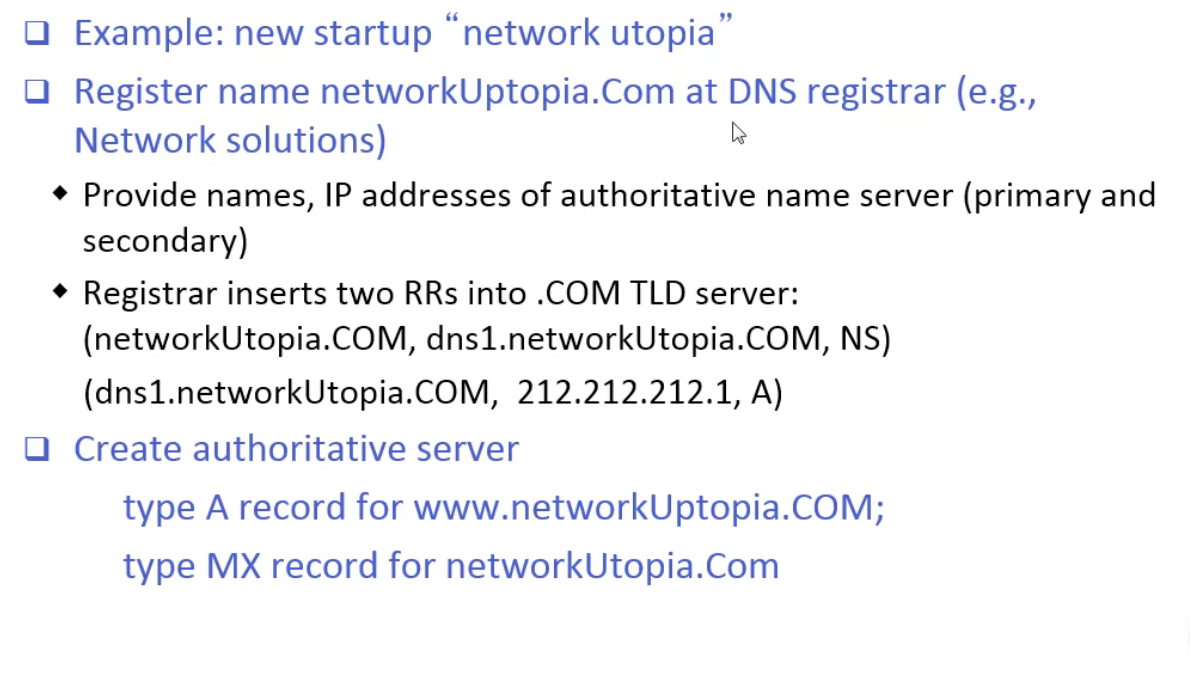 Example: new startup “network utopia”
Register name networkUptopia.Com at DNS registrar (e.g.,
Network solutions)
Provide names, IP addresses of authoritative name server (primary and
secondary)
Registrar inserts two RRs into .COM TLD server:
(networkUtopia.COM, dns1.networkUtopia.COM, NS)
(dns1.networkUtopia.COM,  212.212.212.1, A)
Create authoritative server
type A record for www.networkUptopia.COM;
type MX record for networkUtopia.Com